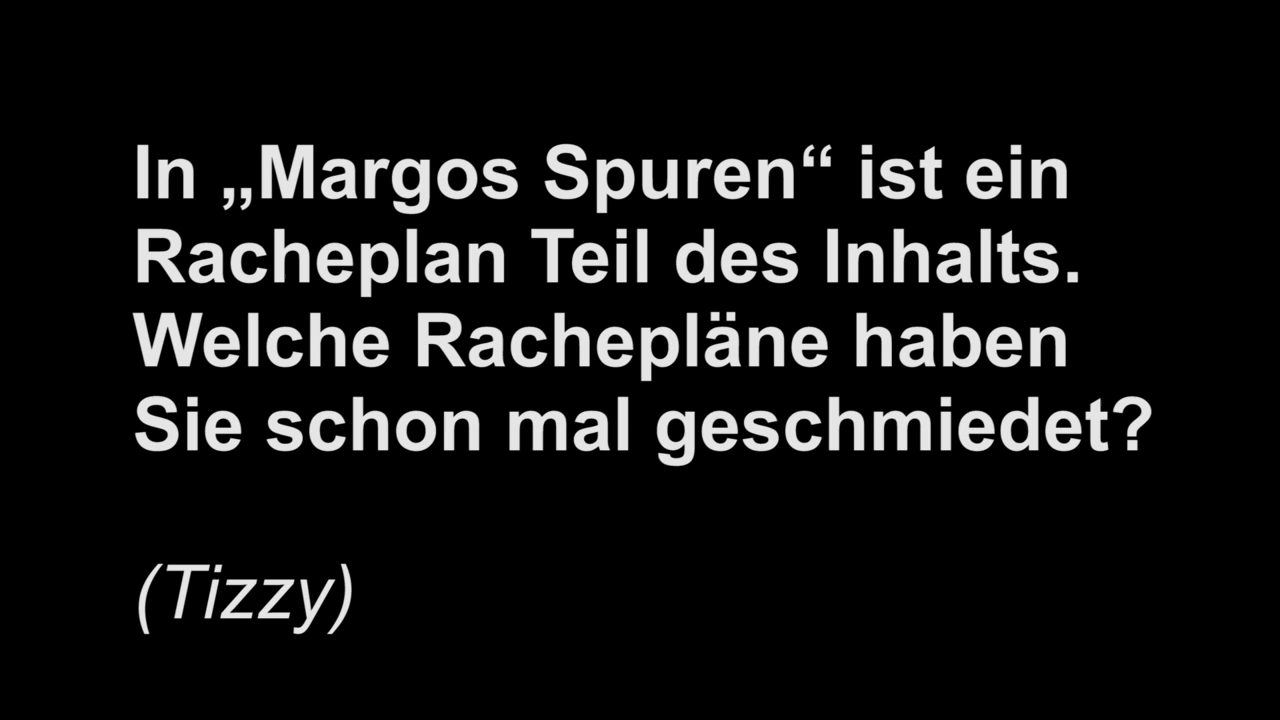 In „Margos Spuren“ ist ein
Racheplan Teil des Inhalts.
Welche Rachepläne haben
Sie schon mal geschmiedet?
(Tizzy)